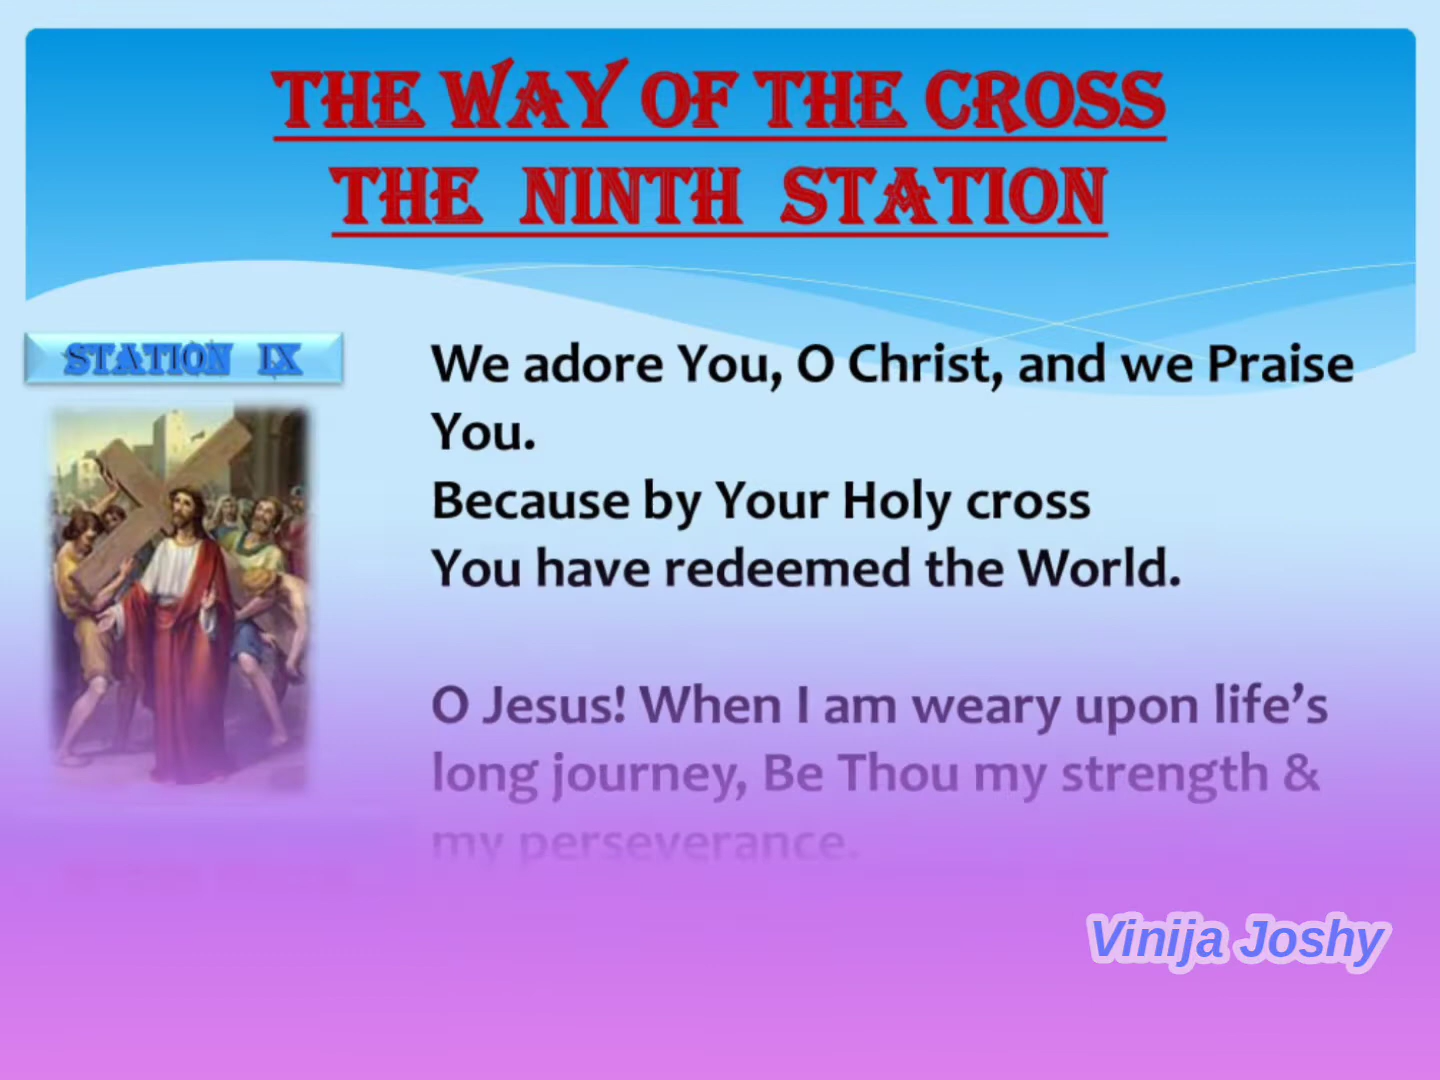 THE WAY OF THE CROSS
THE NINTH STATION
STATION IX
We adore You, O Christ, and we Praise
You.
Because by Your Holy cross
You have redeemed the World.
O Jesus! When I am weary upon life’s
long journey, Be Thou my strength &
my perseverance.
Vinija Joshy